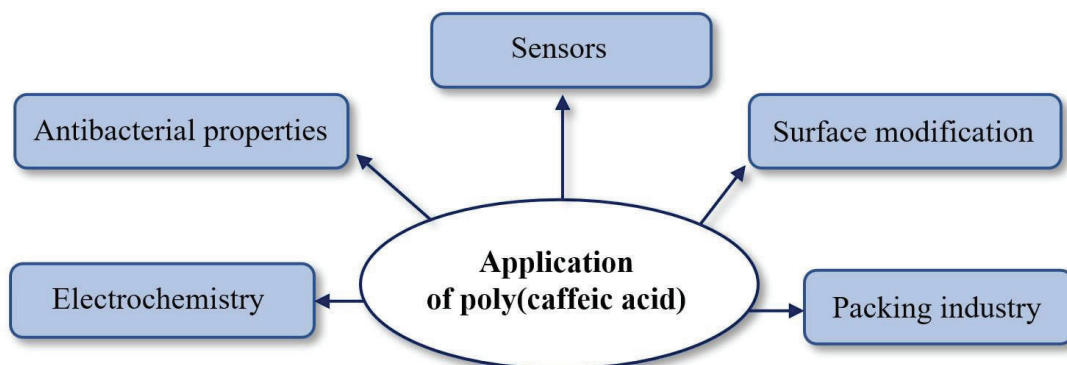 Sensors
Antibacterial properties
Surface modification
Application
of poly(caffeic acid)
Electrochemistry
Packing industry